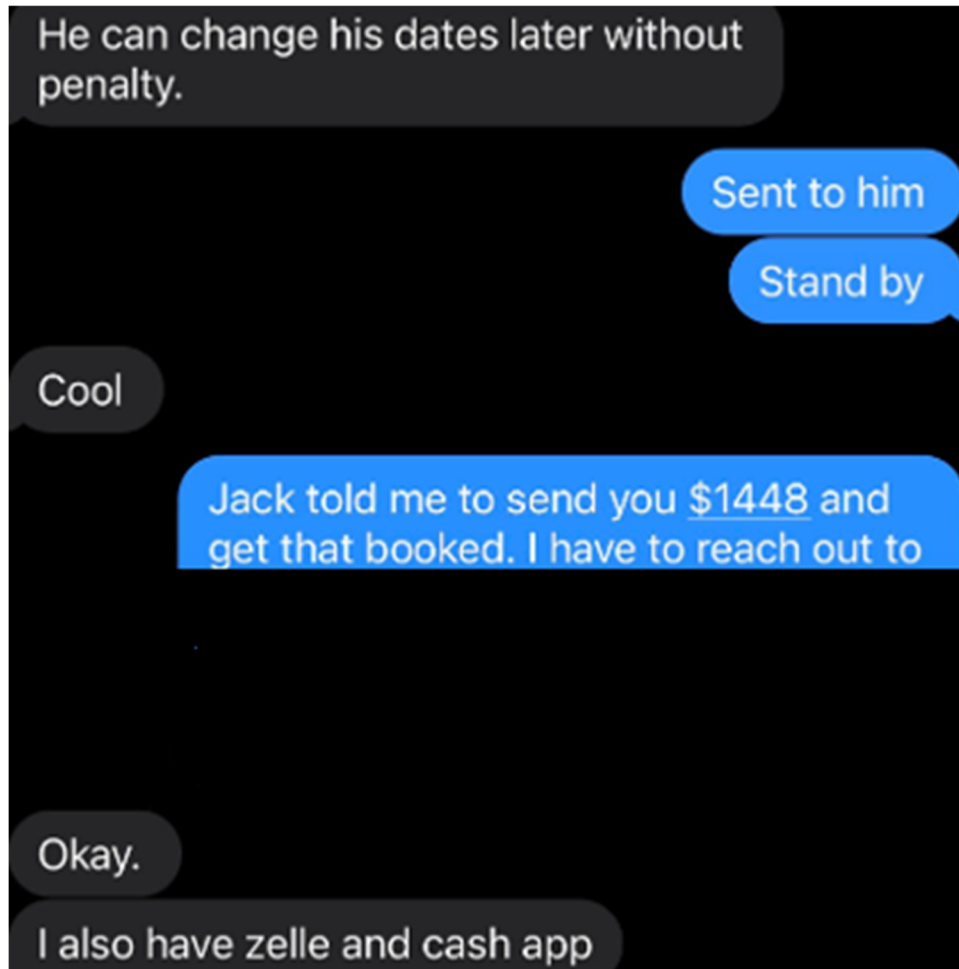 He can change his dates later without
penalty.
Sent to him
Stand by
Cool
Jack told me to send you $1448 and
get that booked. I have to reach out to
Okay.
I also have zelle and cash app